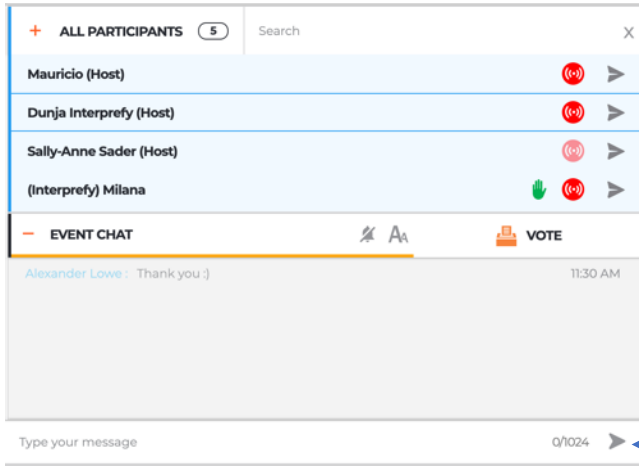 + ALL PARTICIPANTS 5 Search X
Mauricio (Host)
Dunja Interprefy (Host)
Sally-Anne Sader (Host)
(Interprefy) Milana
− EVENT CHAT AA VOTE
Alexander Lowe : Thank you :) 11:30 AM
Type your message 0/1024